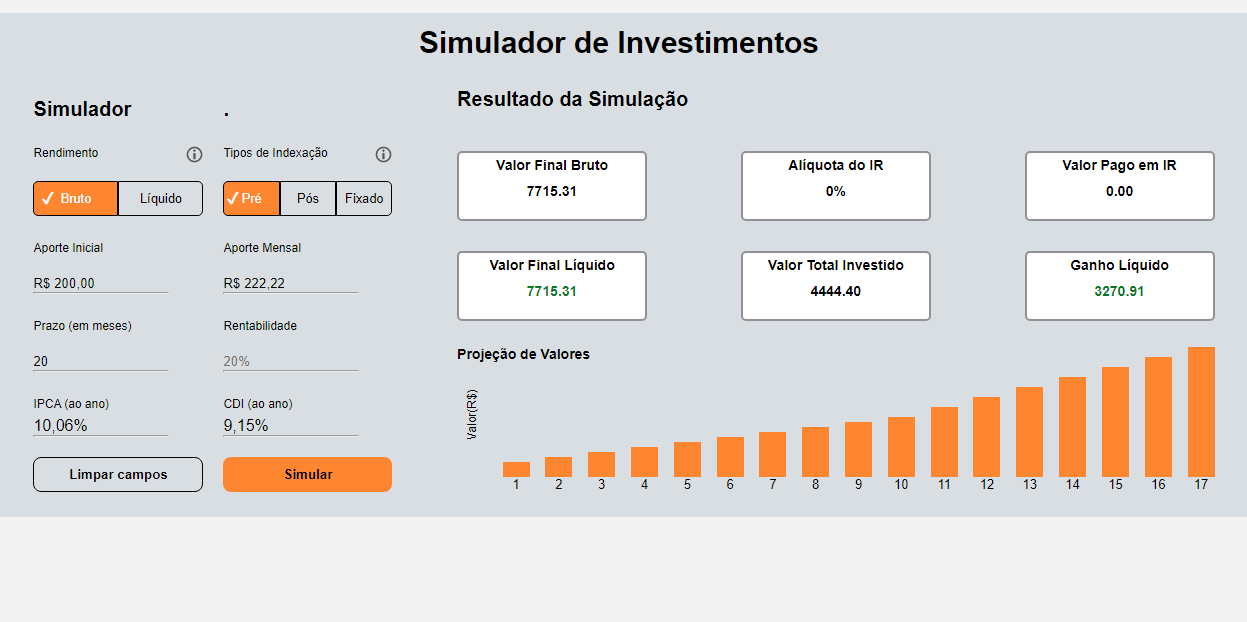 Simulador de Investimentos
Simulador
.
Rendimento
Tipos de Indexação
Bruto
Líquido
Pré
Pós
Fixado
Aporte Inicial
Aporte Mensal
R$ 200,00
R$ 222,22
Prazo (em meses)
Rentabilidade
20
20%
IPCA (ao ano)
CDI (ao ano)
10,06%
9,15%
Limpar campos
Simular
Resultado da Simulação
Valor Final Bruto
7715.31
Alíquota do IR
0%
Valor Pago em IR
0.00
Valor Final Líquido
7715.31
Valor Total Investido
4444.40
Ganho Líquido
3270.91
Projeção de Valores
Valor(R$)
1 2 3 4 5 6 7 8 9 10 11 12 13 14 15 16 17